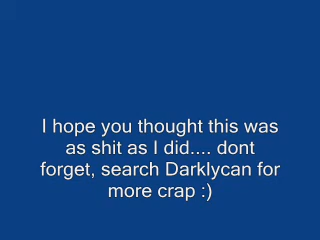 I hope you thought this was
as shit as I did.... dont
forget, search Darklycan for
more crap :)